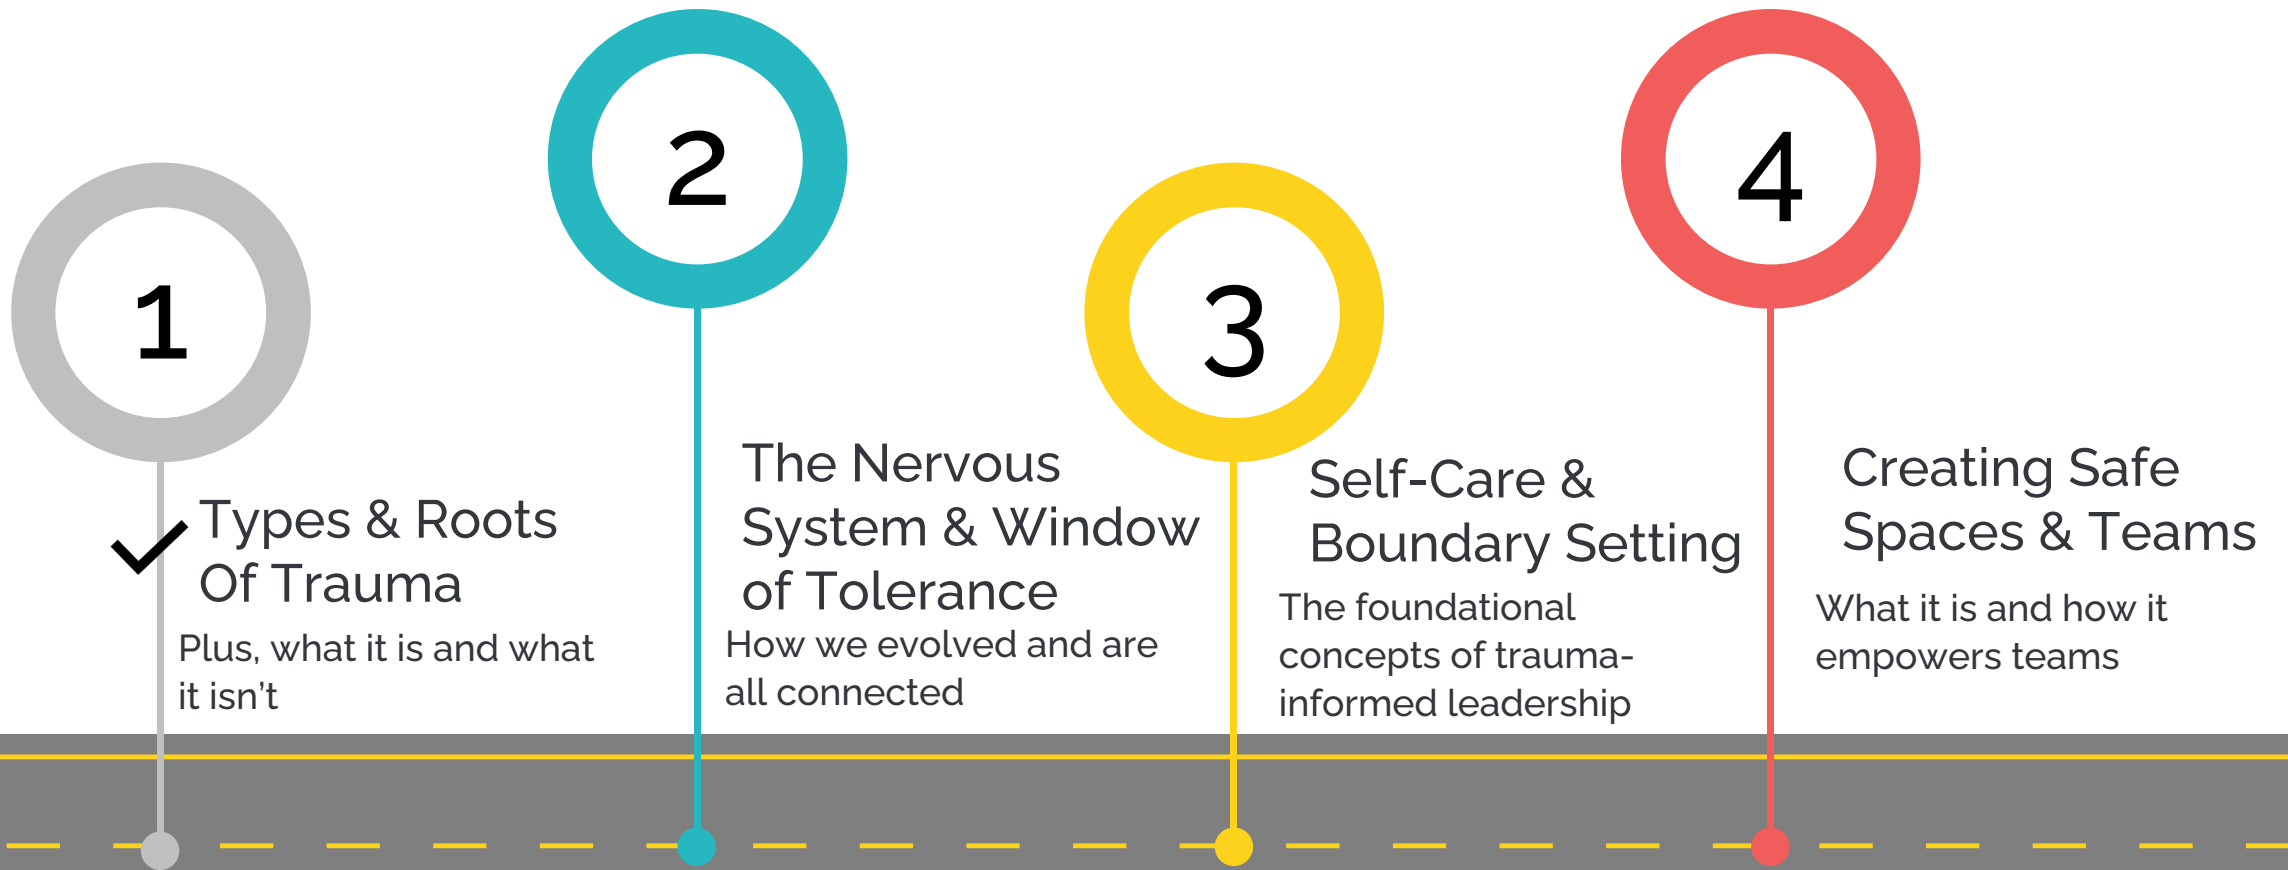 1
Types & Roots
Of Trauma
Plus, what it is and what
it isn't
2
The Nervous
System & Window
of Tolerance
How we evolved and are
all connected
3
Self-Care &
Boundary Setting
The foundational
concepts of trauma-
informed leadership
4
Creating Safe
Spaces & Teams
What it is and how it
empowers teams